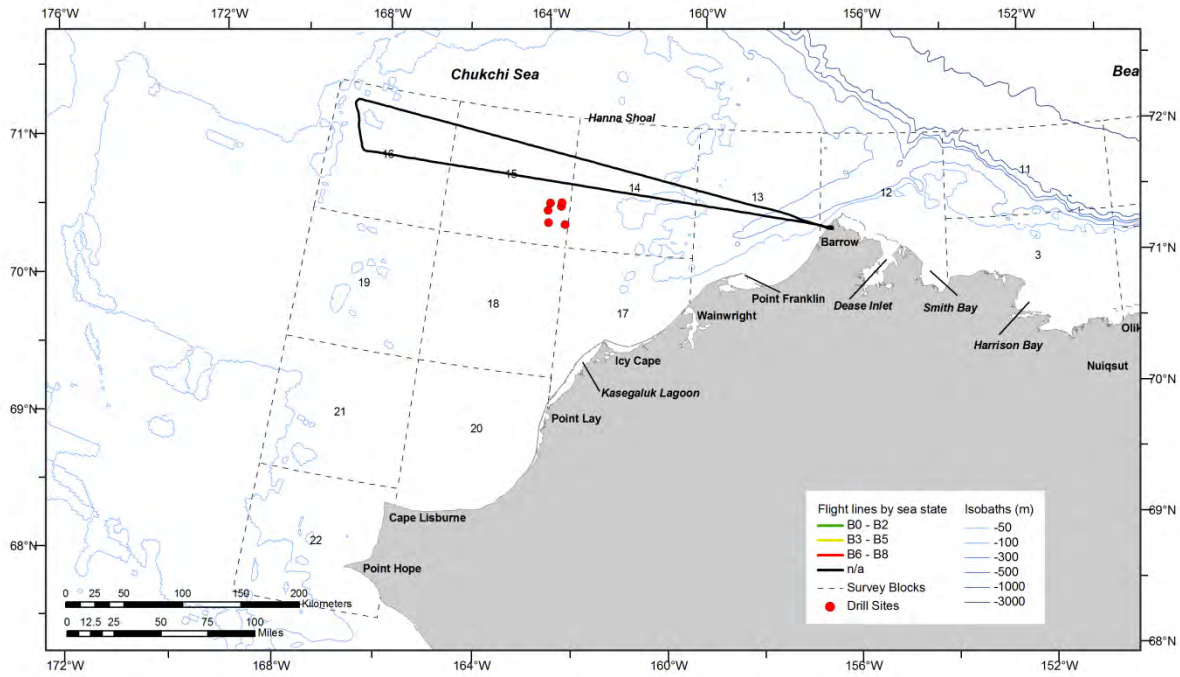 176°W 168°W 164°W 160°W 156°W 152°W
Chukchi Sea
Bea
72°N
71°N
Hanna Shoal
16
15
14
13
12
11
Barrow
71°N
3
70°N
19
18
17
Point Franklin
Dease Inlet
Smith Bay
Wainwright
Harrison Bay
Olik
Icy Cape
Nuiqsut
Kasegaluk Lagoon
70°N
69°N
21
20
Point Lay
Cape Lisburne
69°N
22
68°N
Point Hope
Flight lines by sea state
B0 - B2
B3 - B5
B6 - B8
n/a
Survey Blocks
Drill Sites
Isobaths (m)
-50
-100
-300
-500
-1000
-3000
0 25 50 100 150 200
Kilometers
0 12.5 25 50 75 100
Miles
68°N
172°W 168°W 164°W 160°W 156°W 152°W